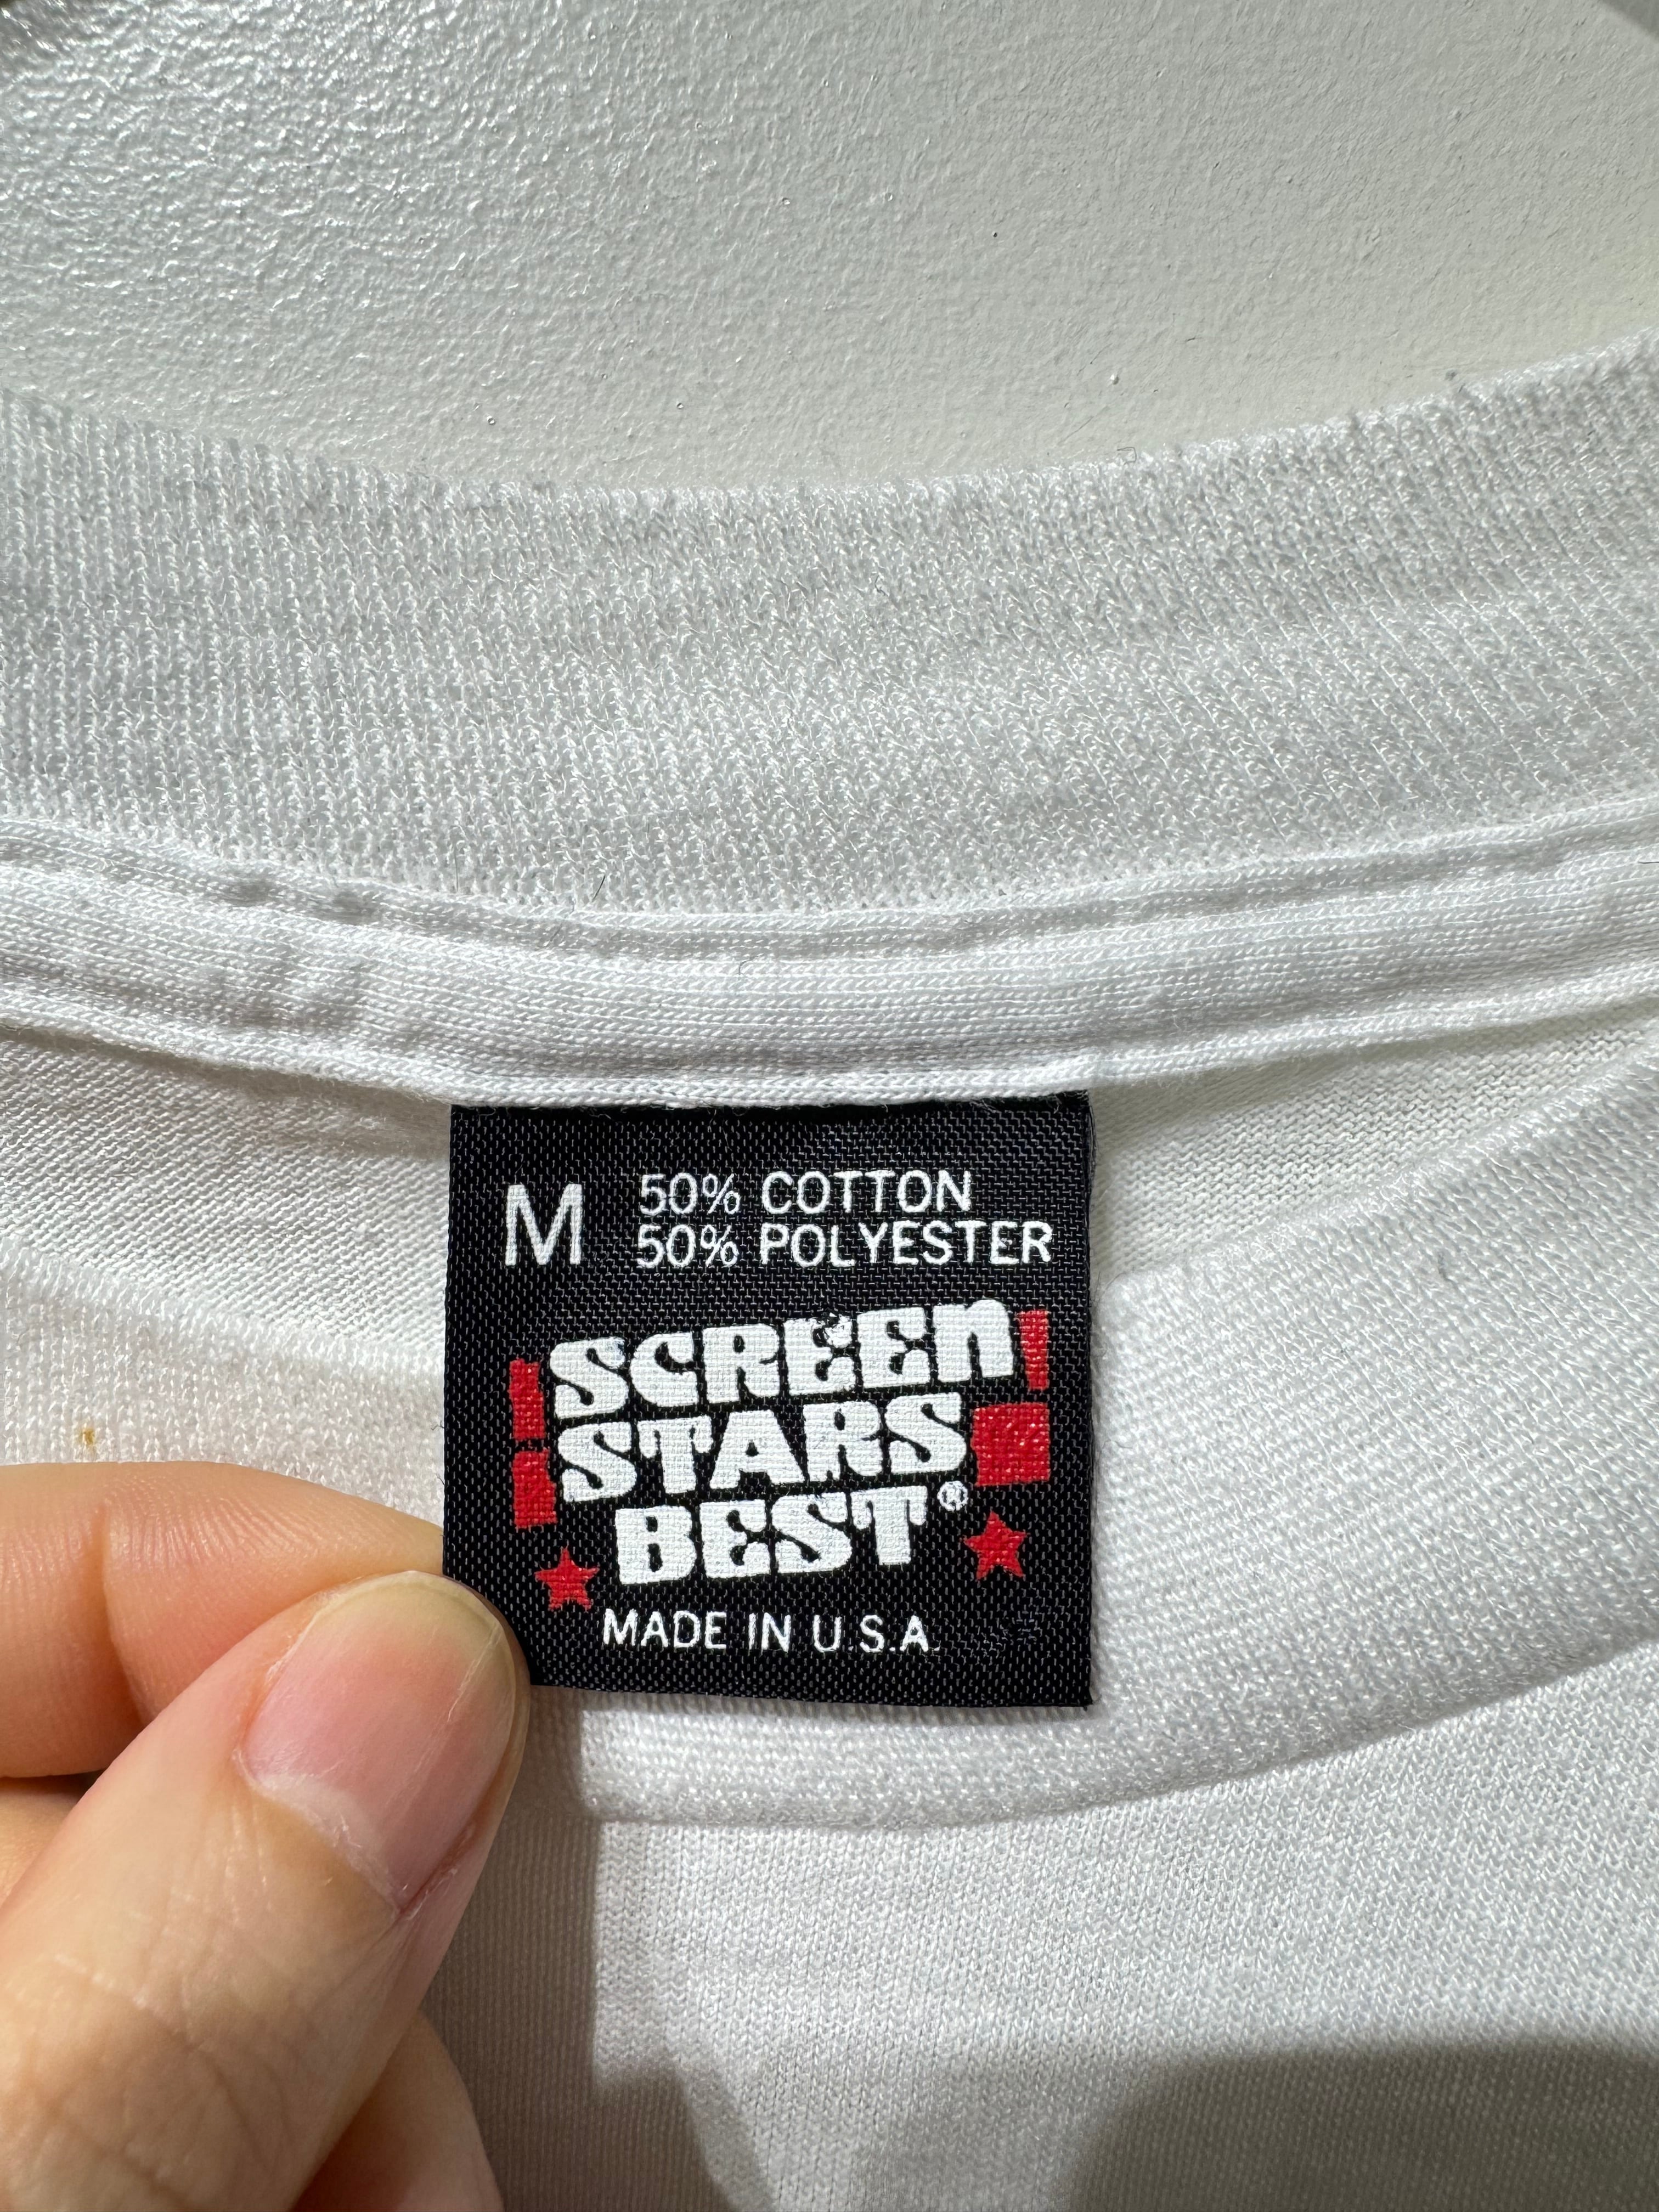 M 50% COTTON
50% POLYESTER
SCREEN
STARS
BEST®
MADE IN U.S.A.